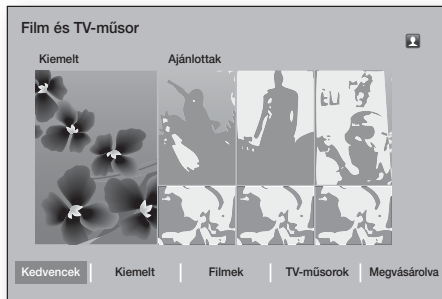 Film és TV-műsor
Kiemelt Ajánlottak
Kedvencek Kiemelt Filmek TV-műsorok Megvásárolva